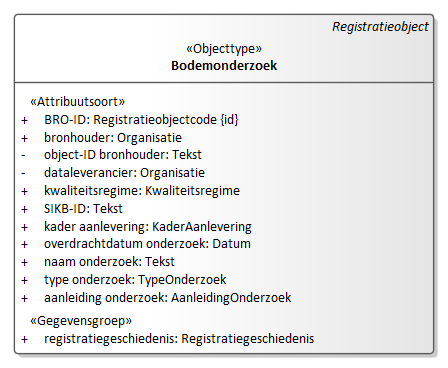 Registratieobject
«Objecttype»
Bodemonderzoek
«Attribuutsoort»
+ BRO-ID: Registratieobjectcode {id}
+ bronhouder: Organisatie
- object-ID bronhouder: Tekst
- dataleverancier: Organisatie
+ kwaliteitsregime: Kwaliteitsregime
+ SIKB-ID: Tekst
+ kader aanlevering: KaderAanlevering
+ overdrachtdatum onderzoek: Datum
+ naam onderzoek: Tekst
+ type onderzoek: TypeOnderzoek
+ aanleiding onderzoek: AanleidingOnderzoek
«Gegevensgroep»
+ registratiegeschiedenis: Registratiegeschiedenis